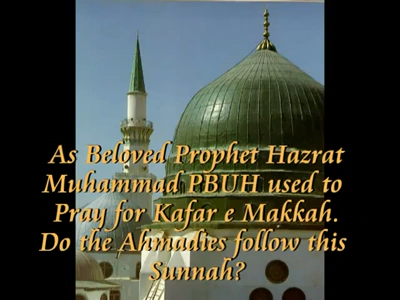 As Beloved Prophet Hazrat
Muhammad PBUH used to
Pray for Kafar e Makkah.
Do the Ahmadies follow this
Sunnah?